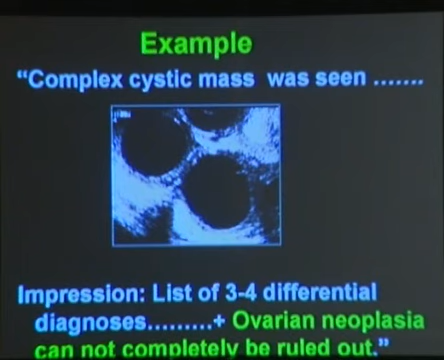 Example
“Complex cystic mass was seen …….
Impression: List of 3-4 differential
diagnoses………+ Ovarian neoplasia
can not completely be ruled out.”